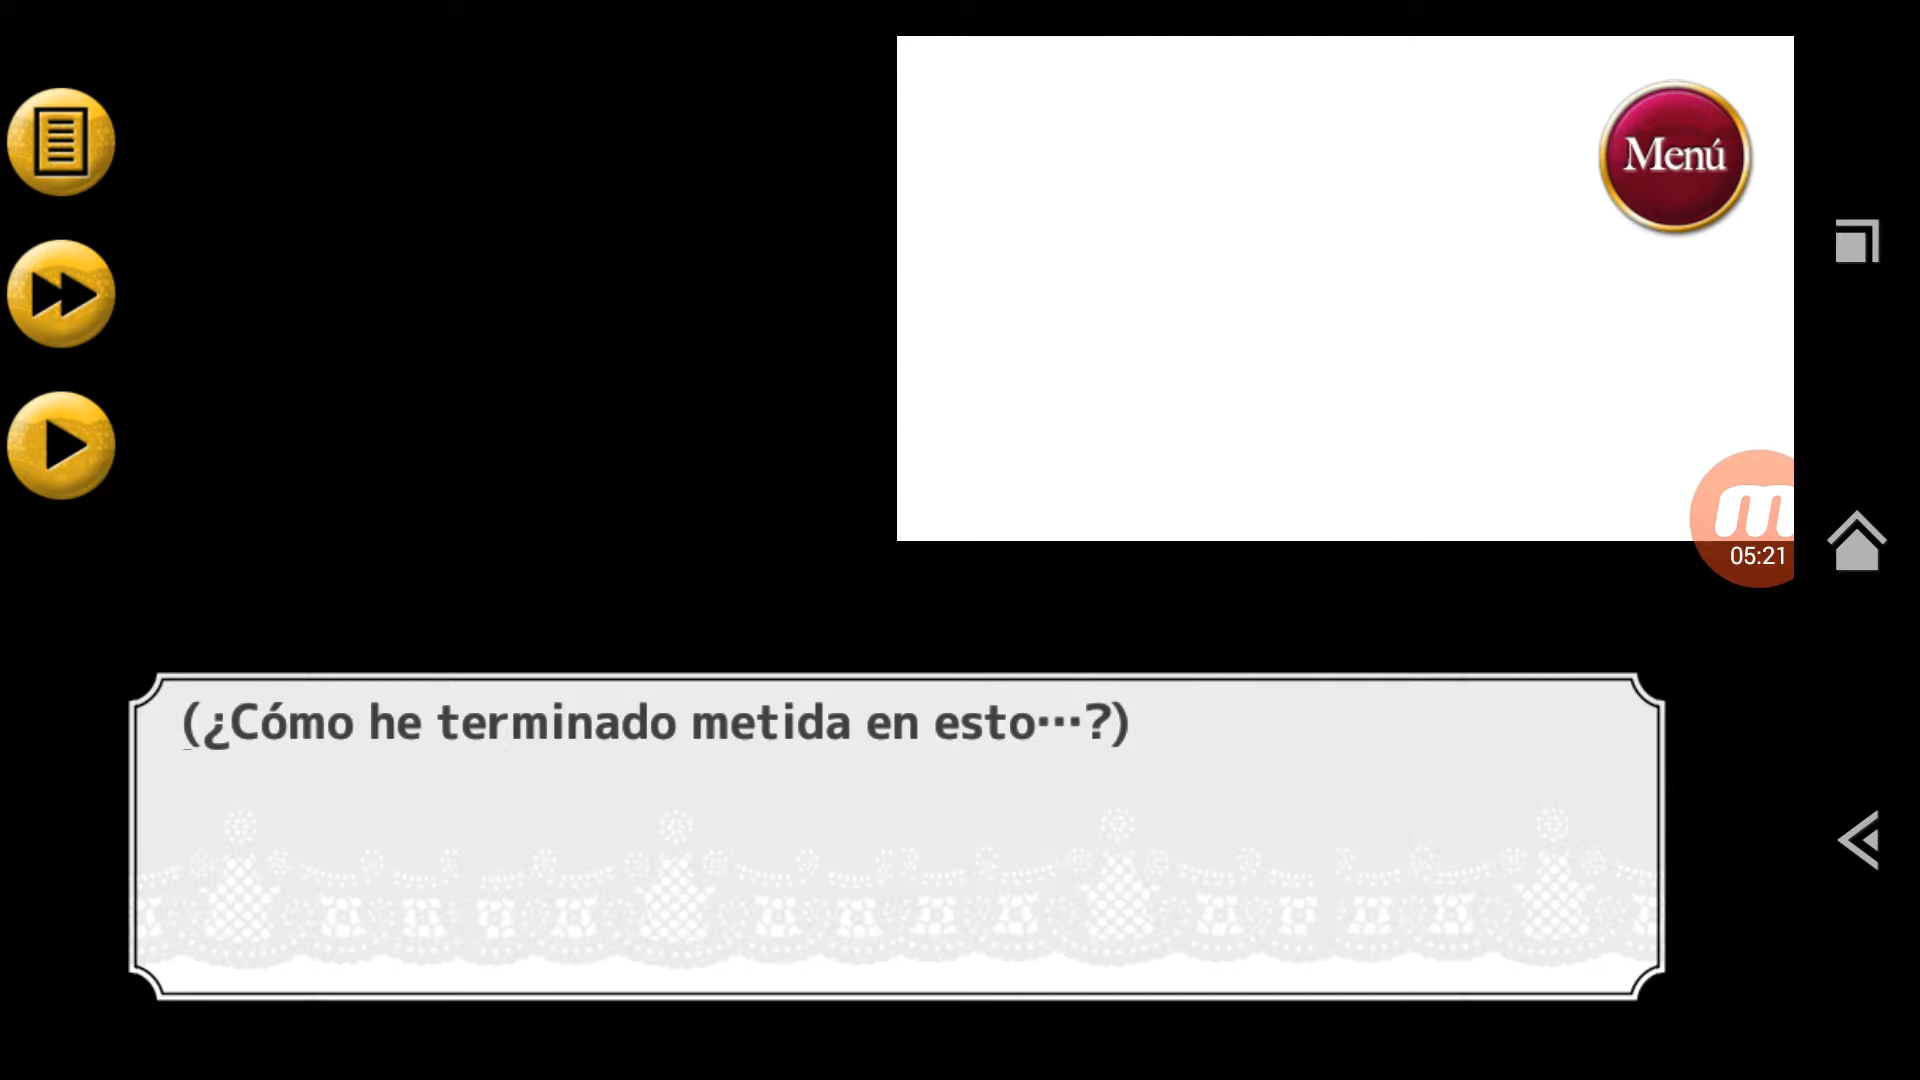 Menú
05:21
(¿Cómo he terminado metida en esto…?)